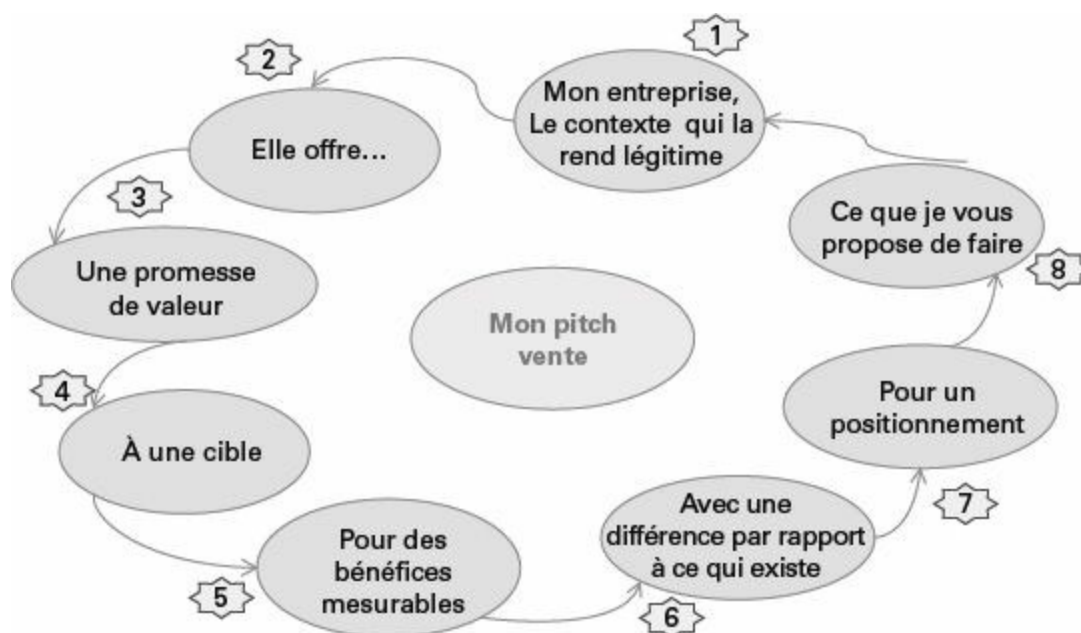 1
Mon entreprise,
Le contexte qui la
rend légitime
2
Elle offre...
3
Une promesse
de valeur
4
À une cible
5
Pour des
bénéfices
mesurables
6
Avec une
différence par rapport
à ce qui existe
7
Pour un
positionnement
8
Ce que je vous
propose de faire
Mon pitch
vente